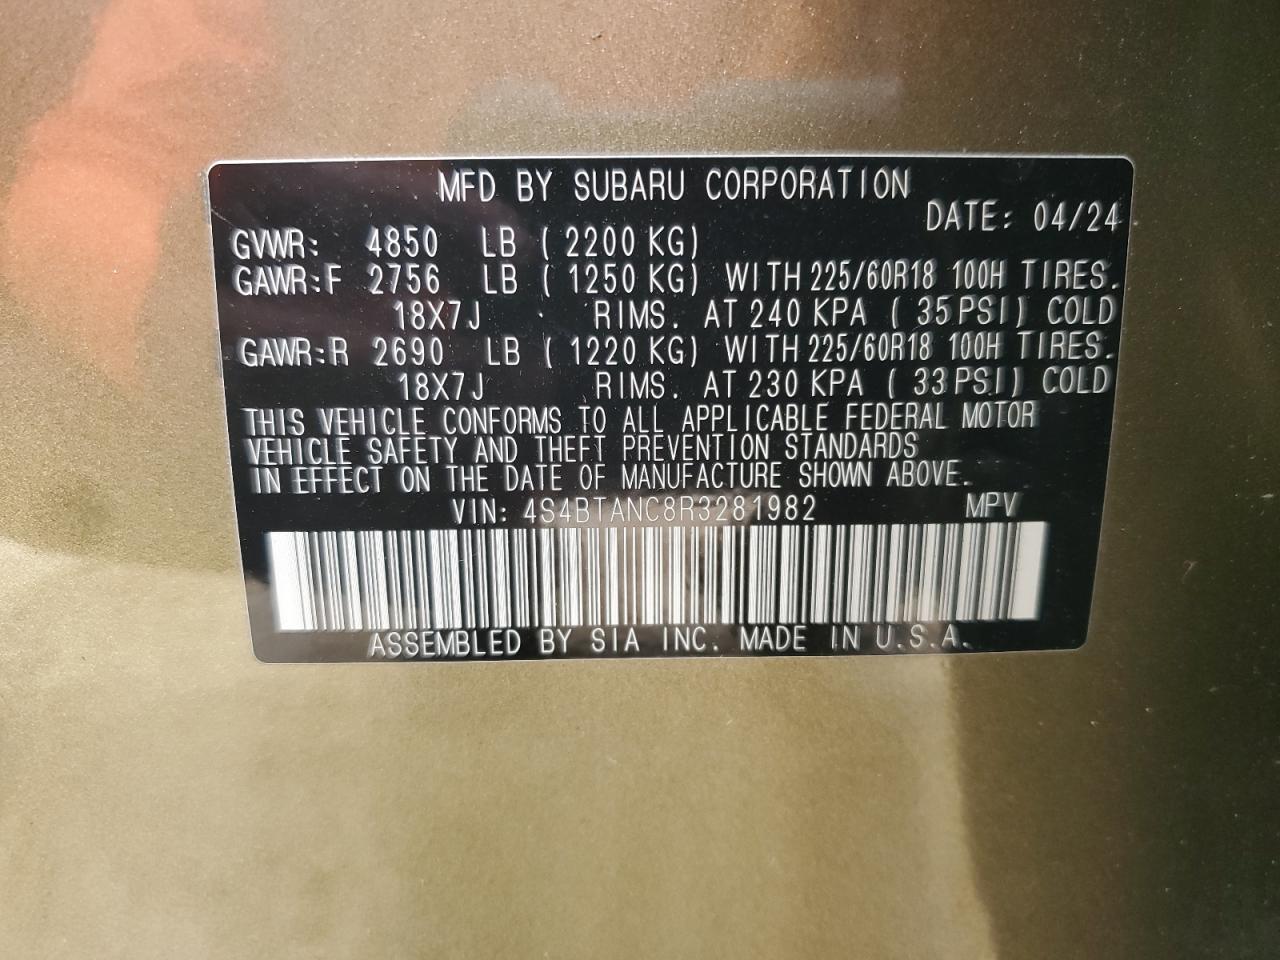 MFD BY SUBARU CORPORATION
DATE: 04/24
GVWR: 4850 LB ( 2200 KG)
GAWR:F 2756 LB ( 1250 KG) WITH 225/60R18 100H TIRES.
18X7J RIMS. AT 240 KPA ( 35 PSI) COLD
GAWR:R 2690 LB ( 1220 KG) WITH 225/60R18 100H TIRES.
18X7J RIMS. AT 230 KPA ( 33 PSI) COLD
THIS VEHICLE CONFORMS TO ALL APPLICABLE FEDERAL MOTOR
VEHICLE SAFETY AND THEFT PREVENTION STANDARDS
IN EFFECT ON THE DATE OF MANUFACTURE SHOWN ABOVE.
VIN: 4S4BTANC8R3281982 MPV
ASSEMBLED BY SIA INC. MADE IN U.S.A.